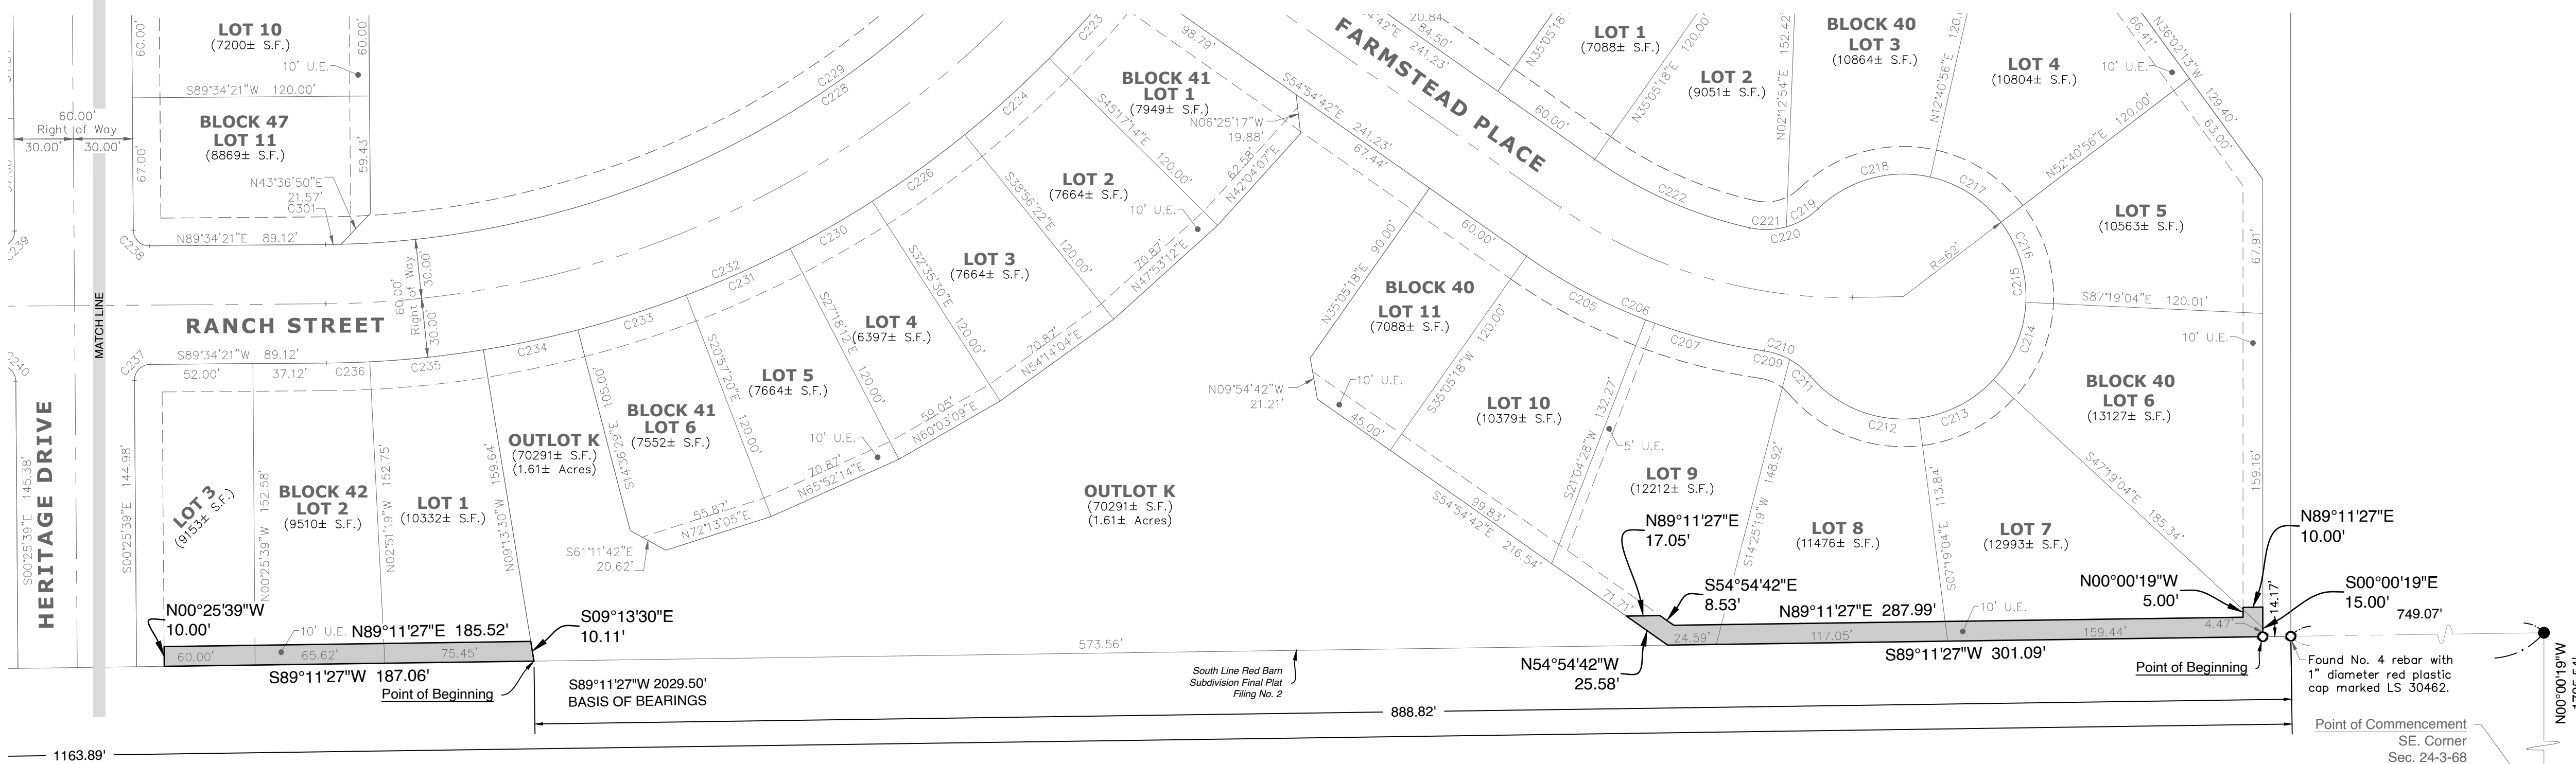 LOT 10
(7200± S.F.)
60.00'
60.00'
10' U.E.
S89°34'21"W 120.00'
60.00'
Right of Way
30.00'
30.00'
BLOCK 47
LOT 11
(8869± S.F.)
67.00'
59.43'
N43°36'50"E
21.57'
C301
C239
C238
N89°34'21"E 89.12'
C229
C228
60.00'
Right of Way
30.00'
30.00'
MATCH LINE
RANCH STREET
S89°34'21"W 89.12'
C237
C240
52.00'
37.12'
C236
C235
C234
C233
C232
C231
C230
C226
C224
C223
HERITAGE DRIVE
S00°25'39"E 145.38'
S00°25'39"E 144.98'
LOT 3
(9153± S.F.)
N00°25'39"W 152.58'
BLOCK 42
LOT 2
(9510± S.F.)
N02°51'19"W 152.75'
LOT 1
(10332± S.F.)
N09°13'30"W 159.64'
OUTLOT K
(70291± S.F.)
(1.61± Acres)
S14°36'29"E 105.00'
BLOCK 41
LOT 6
(7552± S.F.)
S61°11'42"E
20.62'
S20°57'20"E 120.00'
LOT 5
(7664± S.F.)
10' U.E.
55.87'
N72°13'05"E
70.87'
N65°52'14"E
S27°18'12"E 120.00'
LOT 4
(6397± S.F.)
59.05'
N60°03'09"E
S32°35'30"E 120.00'
LOT 3
(7664± S.F.)
70.87'
N54°14'04"E
S38°56'22"E 120.00'
LOT 2
(7664± S.F.)
10' U.E.
70.87'
N47°53'12"E
S45°17'14"E 120.00'
BLOCK 41
LOT 1
(7949± S.F.)
N06°25'17"W
19.88'
62.58'
N42°04'07"E
98.79'
S54°54'42"E 241.23'
67.44'
FARMSTEAD PLACE
20.84
84.50'
241.23'
60.00'
N35°05'18"
LOT 1
(7088± S.F.)
N35°05'18"E 120.00'
LOT 2
(9051± S.F.)
N02°12'54"E 152.42'
BLOCK 40
LOT 3
(10864± S.F.)
N12°40'56"E 120.
LOT 4
(10804± S.F.)
10' U.E.
66.41'
N36°02'13"W
129.40'
63.00'
N52°40'56"E 120.00'
C222
C221
C219
C220
C218
C217
C216
C215
C214
C213
C212
C211
C210
C209
C207
C206
C205
R=62'
LOT 5
(10563± S.F.)
67.91'
S87°19'04"E 120.01'
10' U.E.
BLOCK 40
LOT 6
(13127± S.F.)
159.16'
S47°19'04"E 185.34'
60.00'
N35°05'18"E 90.00'
BLOCK 40
LOT 11
(7088± S.F.)
N09°54'42"W
21.21'
10' U.E.
45.00'
S35°05'18"W 120.00'
LOT 10
(10379± S.F.)
S21°04'28"W 132.27'
5' U.E.
LOT 9
(12212± S.F.)
99.83'
S54°54'42"E 216.54'
71.71'
S14°25'19"W 148.92'
LOT 8
(11476± S.F.)
S07°19'04"E 113.84'
LOT 7
(12993± S.F.)
OUTLOT K
(70291± S.F.)
(1.61± Acres)
N89°11'27"E
17.05'
S54°54'42"E
8.53'
N89°11'27"E 287.99'
10' U.E.
N00°00'19"W
5.00'
N89°11'27"E
10.00'
S00°00'19"E
15.00'
14.17'
749.07'
4.47'
24.59'
117.05'
159.44'
S89°11'27"W 301.09'
N54°54'42"W
25.58'
Point of Beginning
Found No. 4 rebar with
1" diameter red plastic
cap marked LS 30462.
Point of Commencement
SE. Corner
Sec. 24-3-68
N00°00'19"W
N00°25'39"W
10.00'
10' U.E.
N89°11'27"E 185.52'
S09°13'30"E
10.11'
60.00'
65.62'
75.45'
S89°11'27"W 187.06'
Point of Beginning
573.56'
S89°11'27"W 2029.50'
BASIS OF BEARINGS
South Line Red Barn
Subdivision Final Plat
Filing No. 2
888.82'
1163.89'